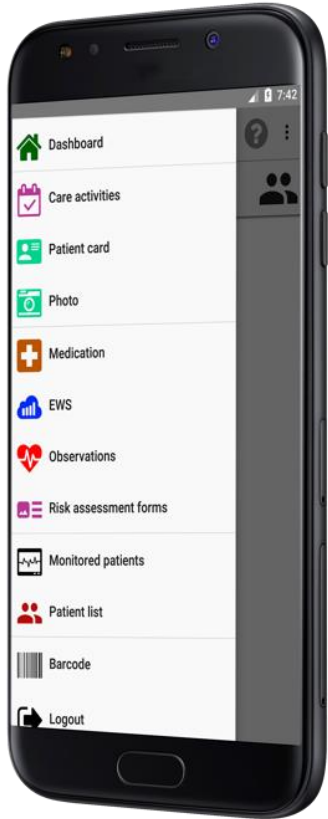 7:42
Dashboard
Care activities
Patient card
Photo
Medication
EWS
Observations
Risk assessment forms
Monitored patients
Patient list
Barcode
Logout